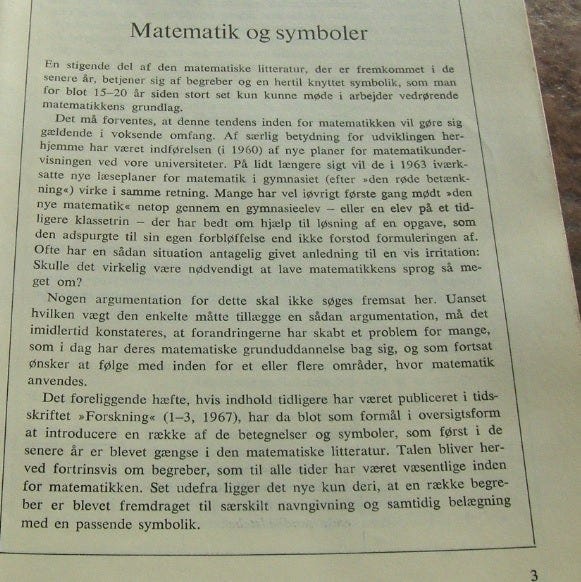 Matematik og symboler
En stigende del af den matematiske litteratur, der er fremkommet i de
senere år, betjener sig af begreber og en hertil knyttet symbolik, som man
for blot 15–20 år siden stort set kun kunne møde i arbejder vedrørende
matematikkens grundlag.
Det må forventes, at denne tendens inden for matematikken vil gøre sig
gældende i voksende omfang. Af særlig betydning for udviklingen her-
hjemme har været indførelsen (i 1960) af nye planer for matematikunder-
visningen ved vore universiteter. På lidt længere sigt vil de i 1963 iværk-
satte nye læseplaner for matematik i gymnasiet (efter »den røde betænk-
ning«) virke i samme retning. Mange har vel iøvrigt første gang mødt »den
nye matematik« netop gennem en gymnasieelev – eller en elev på et tid-
ligere klassetrin – der har bedt om hjælp til løsning af en opgave, som
den adspurgte til sin egen forbløffelse end ikke forstod formuleringen af.
Ofte har en sådan situation antagelig givet anledning til en vis irritation:
Skulle det virkelig være nødvendigt at lave matematikkens sprog så me-
get om?
Nogen argumentation for dette skal ikke søges fremsat her. Uanset
hvilken vægt den enkelte måtte tillægge en sådan argumentation, må det
imidlertid konstateres, at forandringerne har skabt et problem for mange,
som i dag har deres matematiske grunduddannelse bag sig, og som fortsat
ønsker at følge med inden for et eller flere områder, hvor matematik
anvendes.
Det foreliggende hæfte, hvis indhold tidligere har været publiceret i tids-
skriftet »Forskning« (1–3, 1967), har da blot som formål i oversigtsform
at introducere en række af de betegnelser og symboler, som først i de
senere år er blevet gængse i den matematiske litteratur. Talen bliver her-
ved fortrinsvis om begreber, som til alle tider har været væsentlige inden
for matematikken. Set udefra ligger det nye kun deri, at en række begre-
ber er blevet fremdraget til særskilt navngivning og samtidig belægning
med en passende symbolik.
3